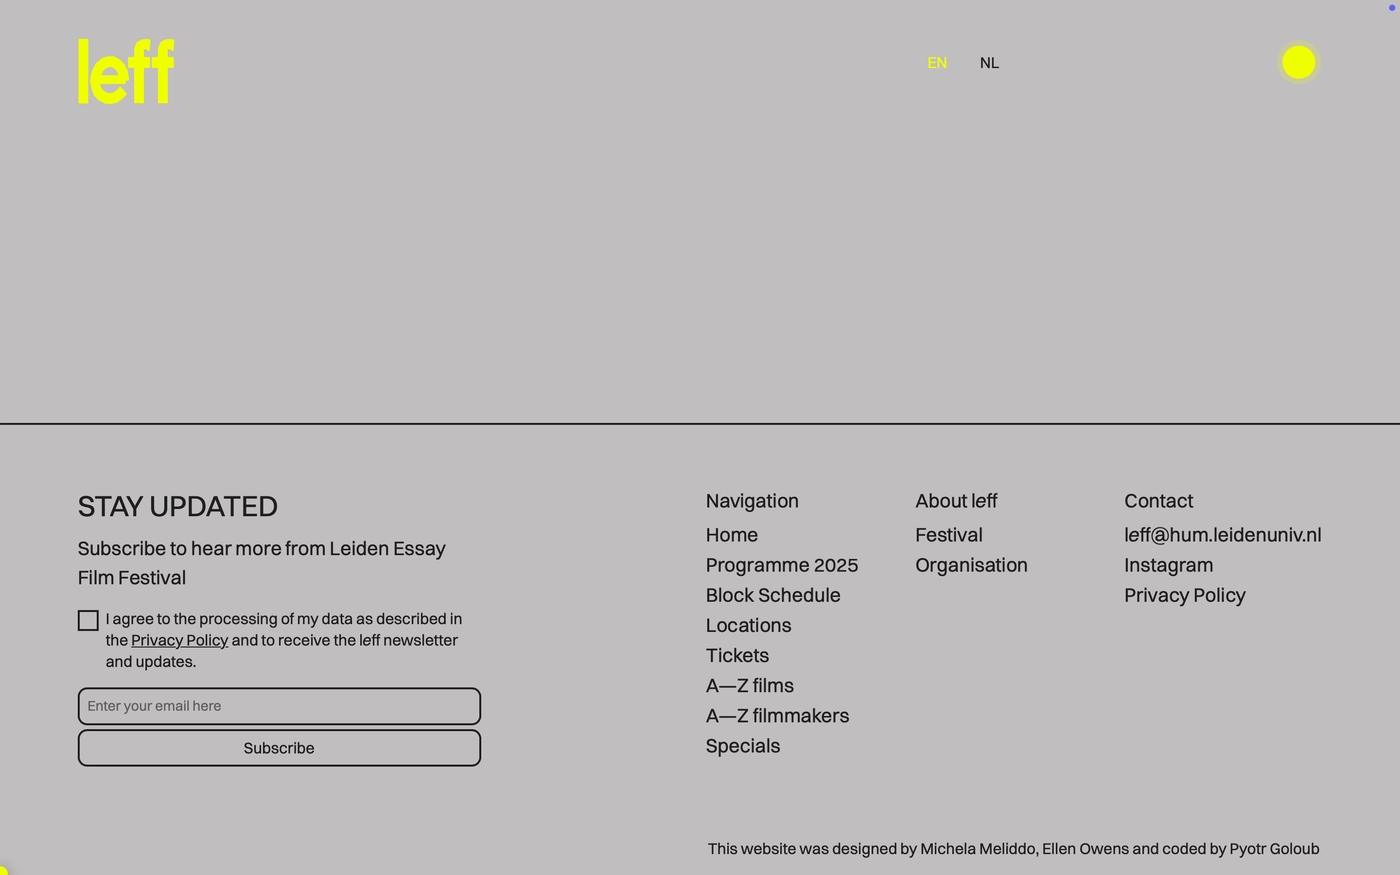 leff
EN
NL
STAY UPDATED
Subscribe to hear more from Leiden Essay
Film Festival
I agree to the processing of my data as described in
the Privacy Policy and to receive the leff newsletter
and updates.
Enter your email here
Subscribe
Navigation
Home
Programme 2025
Block Schedule
Locations
Tickets
A—Z films
A—Z filmmakers
Specials
About leff
Festival
Organisation
Contact
leff@hum.leidenuniv.nl
Instagram
Privacy Policy
This website was designed by Michela Meliddo, Ellen Owens and coded by Pyotr Goloub